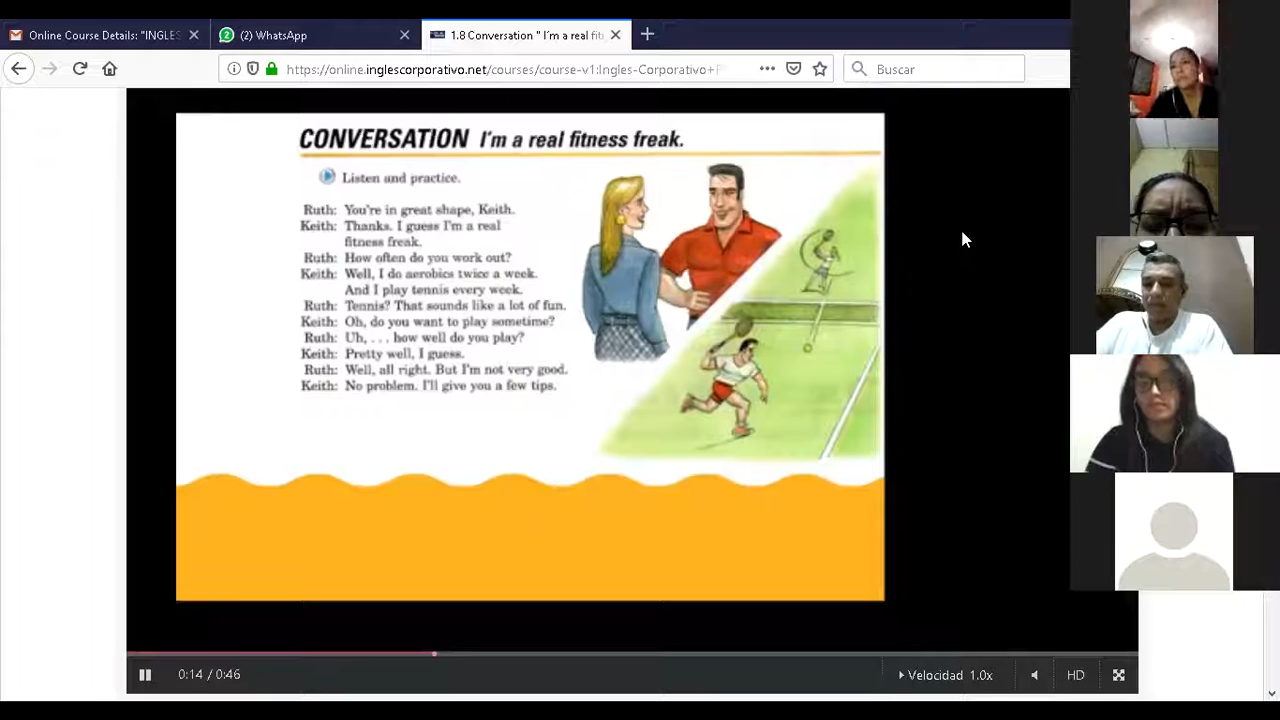 Online Course Details: "INGLES
(2) WhatsApp
1.8 Conversation " I´m a real fitn
https://online.inglescorporativo.net/courses/course-v1:Ingles-Corporativo+P
Buscar
CONVERSATION I'm a real fitness freak.
Listen and practice.
Ruth: You're in great shape, Keith.
Keith: Thanks. I guess I'm a real
fitness freak.
Ruth: How often do you work out?
Keith: Well, I do aerobics twice a week.
And I play tennis every week.
Ruth: Tennis? That sounds like a lot of fun.
Keith: Oh, do you want to play sometime?
Ruth: Uh, . . . how well do you play?
Keith: Pretty well, I guess.
Ruth: Well, all right. But I'm not very good.
Keith: No problem. I'll give you a few tips.
0:14 / 0:46
Velocidad 1.0x
HD